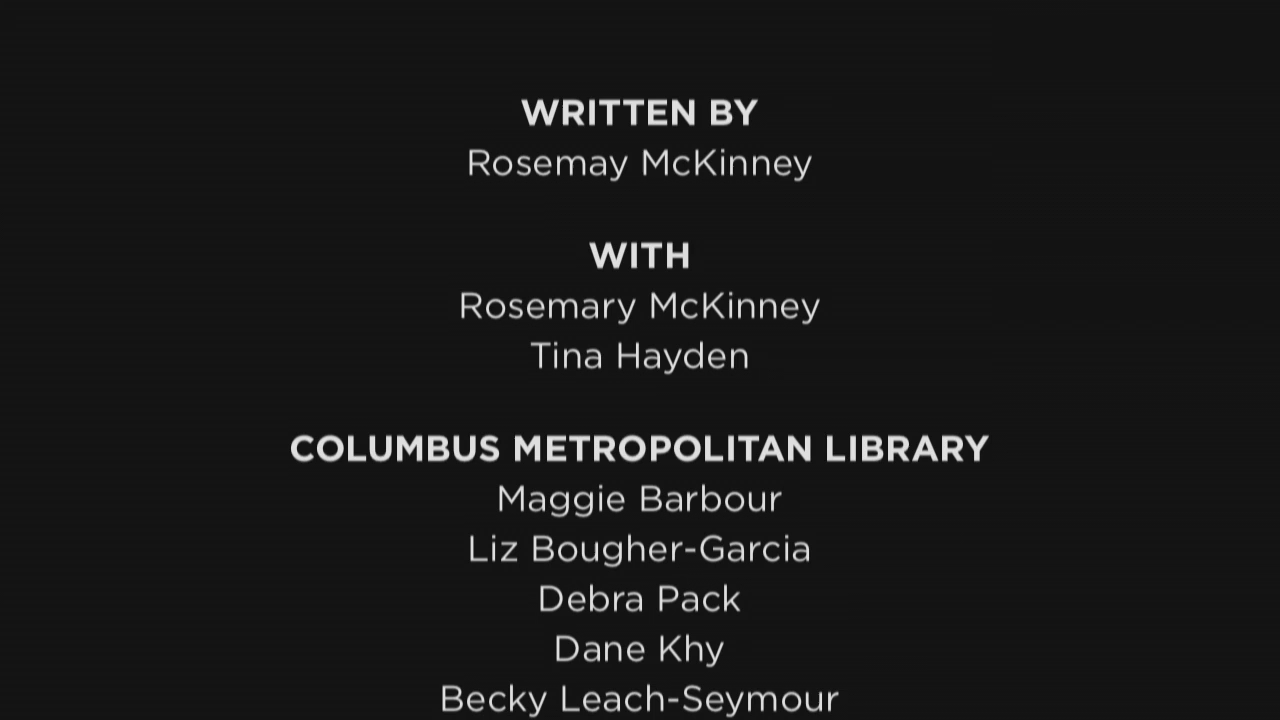 WRITTEN BY
Rosemay McKinney
WITH
Rosemary McKinney
Tina Hayden
COLUMBUS METROPOLITAN LIBRARY
Maggie Barbour
Liz Bougher-Garcia
Debra Pack
Dane Khy
Becky Leach-Seymour